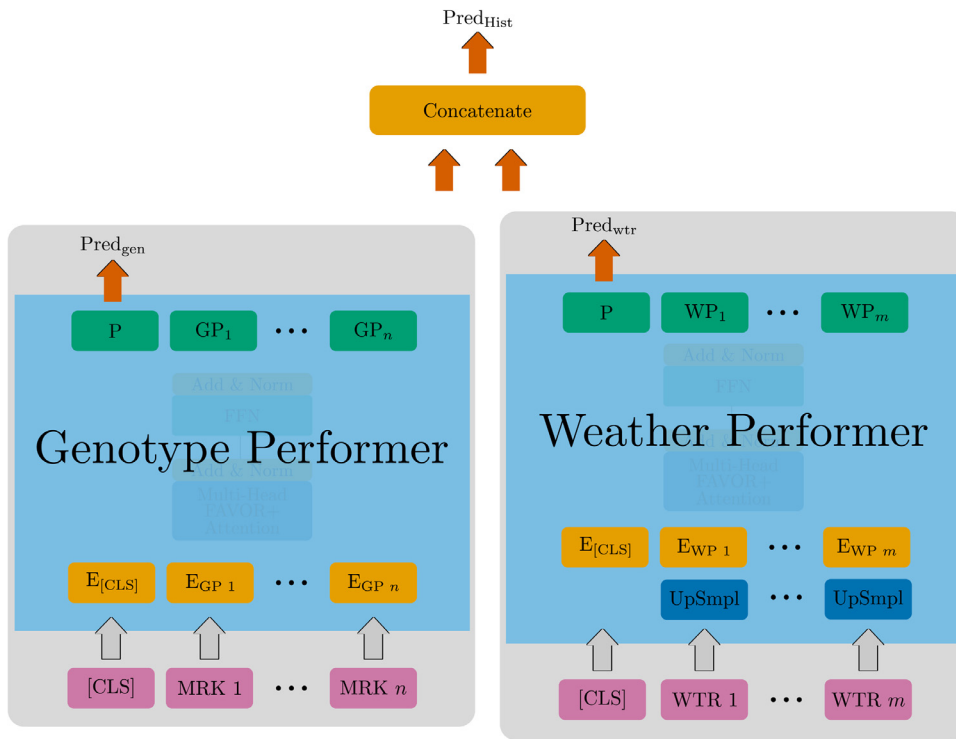 Pred_Hist
Concatenate
Pred_gen
P GP_1 ... GP_n
Add & Norm
FFN
Genotype Performer
Add & Norm
Multi-Head
FAVOR+
Attention
E_[CLS] E_GP 1 ... E_GP n
[CLS] MRK 1 ... MRK n
Pred_wtr
P WP_1 ... WP_m
Add & Norm
FFN
Weather Performer
Add & Norm
Multi-Head
FAVOR+
Attention
E_[CLS] E_WP 1 ... E_WP m
UpSmpl ... UpSmpl
[CLS] WTR 1 ... WTR m